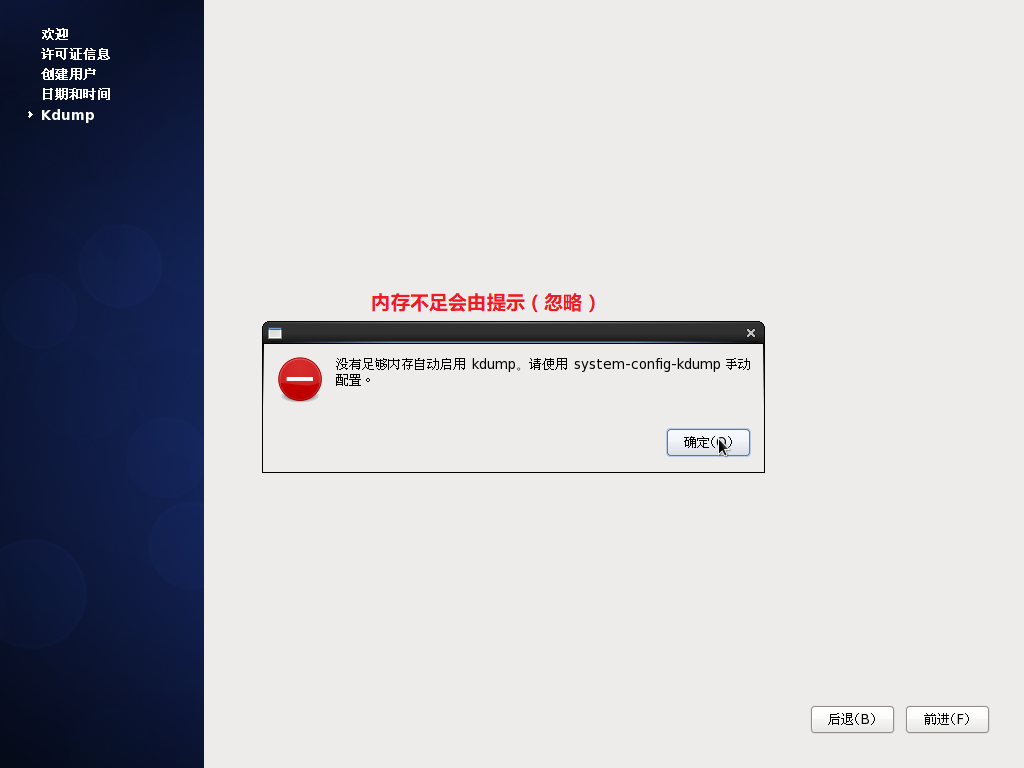 欢迎
许可证信息
创建用户
日期和时间
Kdump
内存不足会由提示（忽略）
没有足够内存自动启用 kdump。请使用 system-config-kdump 手动
配置。
确定(O)
后退(B)
前进(F)